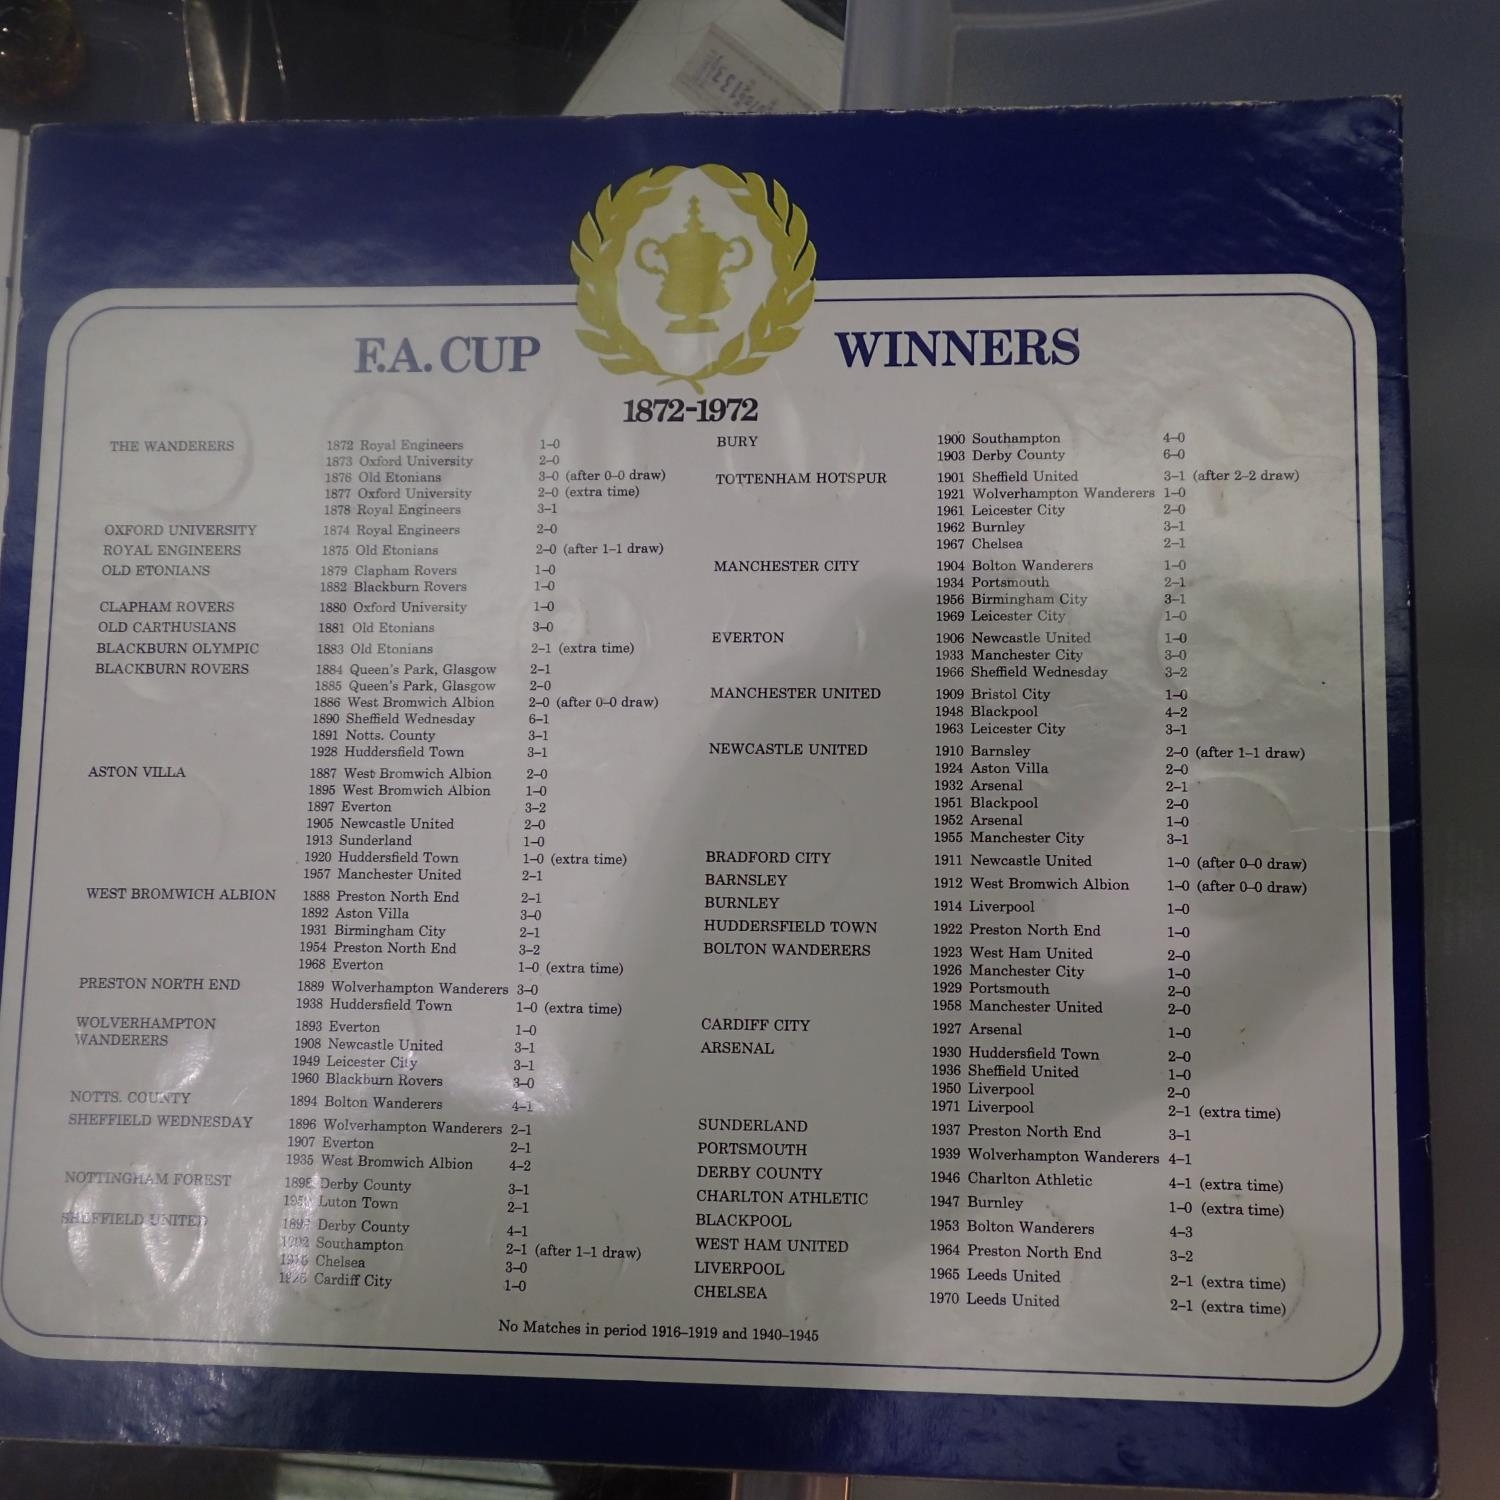 F.A. CUP WINNERS
1872-1972
THE WANDERERS 1872 Royal Engineers 1–0
1873 Oxford University 2–0
1876 Old Etonians 3–0 (after 0–0 draw)
1877 Oxford University 2–0 (extra time)
1878 Royal Engineers 3–1
OXFORD UNIVERSITY 1874 Royal Engineers 2–0
ROYAL ENGINEERS 1875 Old Etonians 2–0 (after 1–1 draw)
OLD ETONIANS 1879 Clapham Rovers 1–0
1882 Blackburn Rovers 1–0
CLAPHAM ROVERS 1880 Oxford University 1–0
OLD CARTHUSIANS 1881 Old Etonians 3–0
BLACKBURN OLYMPIC 1883 Old Etonians 2–1 (extra time)
BLACKBURN ROVERS 1884 Queen's Park, Glasgow 2–1
1885 Queen's Park, Glasgow 2–0
1886 West Bromwich Albion 2–0 (after 0–0 draw)
1890 Sheffield Wednesday 6–1
1891 Notts. County 3–1
1928 Huddersfield Town 3–1
ASTON VILLA 1887 West Bromwich Albion 2–0
1895 West Bromwich Albion 1–0
1897 Everton 3–2
1905 Newcastle United 2–0
1913 Sunderland 1–0
1920 Huddersfield Town 1–0 (extra time)
1957 Manchester United 2–1
WEST BROMWICH ALBION 1888 Preston North End 2–1
1892 Aston Villa 3–0
1931 Birmingham City 2–1
1954 Preston North End 3–2
1968 Everton 1–0 (extra time)
PRESTON NORTH END 1889 Wolverhampton Wanderers 3–0
1938 Huddersfield Town 1–0 (extra time)
WOLVERHAMPTON 1893 Everton 1–0
WANDERERS 1908 Newcastle United 3–1
1949 Leicester City 3–1
1960 Blackburn Rovers 3–0
NOTTS. COUNTY 1894 Bolton Wanderers 4–1
SHEFFIELD WEDNESDAY 1896 Wolverhampton Wanderers 2–1
1907 Everton 2–1
1935 West Bromwich Albion 4–2
NOTTINGHAM FOREST 1898 Derby County 3–1
1959 Luton Town 2–1
SHEFFIELD UNITED 1899 Derby County 4–1
1902 Southampton 2–1 (after 1–1 draw)
1915 Chelsea 3–0
1925 Cardiff City 1–0
BURY 1900 Southampton 4–0
1903 Derby County 6–0
TOTTENHAM HOTSPUR 1901 Sheffield United 3–1 (after 2–2 draw)
1921 Wolverhampton Wanderers 1–0
1961 Leicester City 2–0
1962 Burnley 3–1
1967 Chelsea 2–1
MANCHESTER CITY 1904 Bolton Wanderers 1–0
1934 Portsmouth 2–1
1956 Birmingham City 3–1
1969 Leicester City 1–0
EVERTON 1906 Newcastle United 1–0
1933 Manchester City 3–0
1966 Sheffield Wednesday 3–2
MANCHESTER UNITED 1909 Bristol City 1–0
1948 Blackpool 4–2
1963 Leicester City 3–1
NEWCASTLE UNITED 1910 Barnsley 2–0 (after 1–1 draw)
1924 Aston Villa 2–0
1932 Arsenal 2–1
1951 Blackpool 2–0
1952 Arsenal 1–0
1955 Manchester City 3–1
BRADFORD CITY 1911 Newcastle United 1–0 (after 0–0 draw)
BARNSLEY 1912 West Bromwich Albion 1–0 (after 0–0 draw)
BURNLEY 1914 Liverpool 1–0
HUDDERSFIELD TOWN 1922 Preston North End 1–0
BOLTON WANDERERS 1923 West Ham United 2–0
1926 Manchester City 1–0
1929 Portsmouth 2–0
1958 Manchester United 2–0
CARDIFF CITY 1927 Arsenal 1–0
ARSENAL 1930 Huddersfield Town 2–0
1936 Sheffield United 1–0
1950 Liverpool 2–0
1971 Liverpool 2–1 (extra time)
SUNDERLAND 1937 Preston North End 3–1
PORTSMOUTH 1939 Wolverhampton Wanderers 4–1
DERBY COUNTY 1946 Charlton Athletic 4–1 (extra time)
CHARLTON ATHLETIC 1947 Burnley 1–0 (extra time)
BLACKPOOL 1953 Bolton Wanderers 4–3
WEST HAM UNITED 1964 Preston North End 3–2
LIVERPOOL 1965 Leeds United 2–1 (extra time)
CHELSEA 1970 Leeds United 2–1 (extra time)
No Matches in period 1916–1919 and 1940–1945